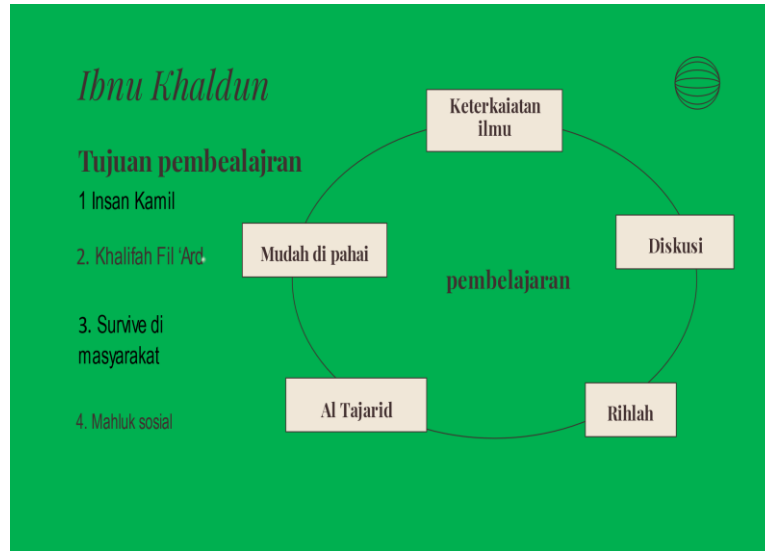 Ibnu Khaldun
Tujuan pembealajran
1 Insan Kamil
2. Khalifah Fil ‘Ard
3. Survive di
masyarakat
4. Mahluk sosial
Keterkaiatan
ilmu
Diskusi
Rihlah
Al Tajarid
Mudah di pahai
pembelajaran